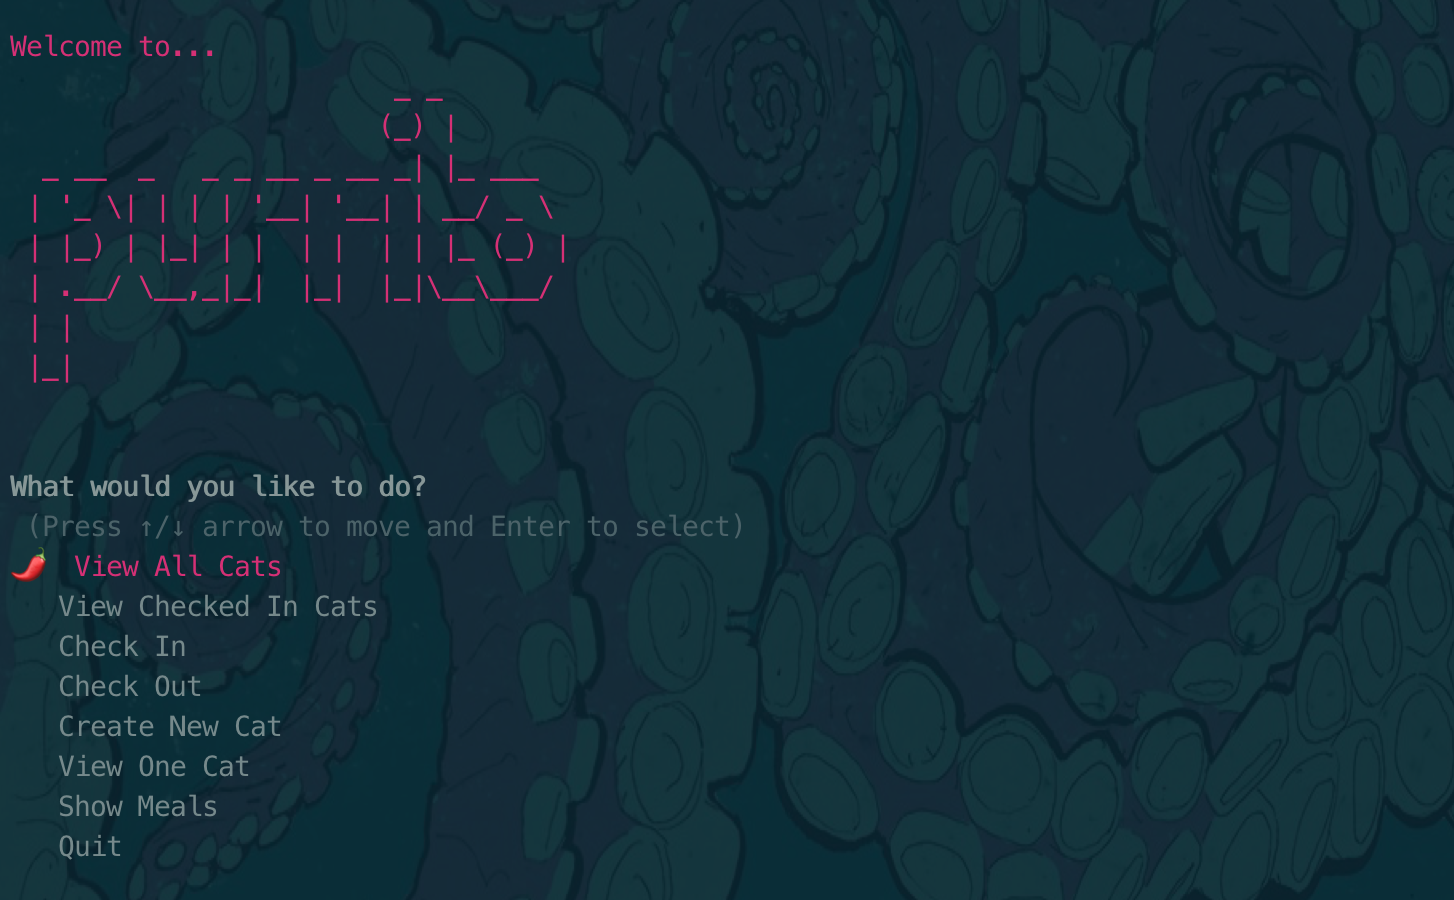 Welcome to...
purrito
What would you like to do?
(Press ↑/↓ arrow to move and Enter to select)
🌶 View All Cats
View Checked In Cats
Check In
Check Out
Create New Cat
View One Cat
Show Meals
Quit